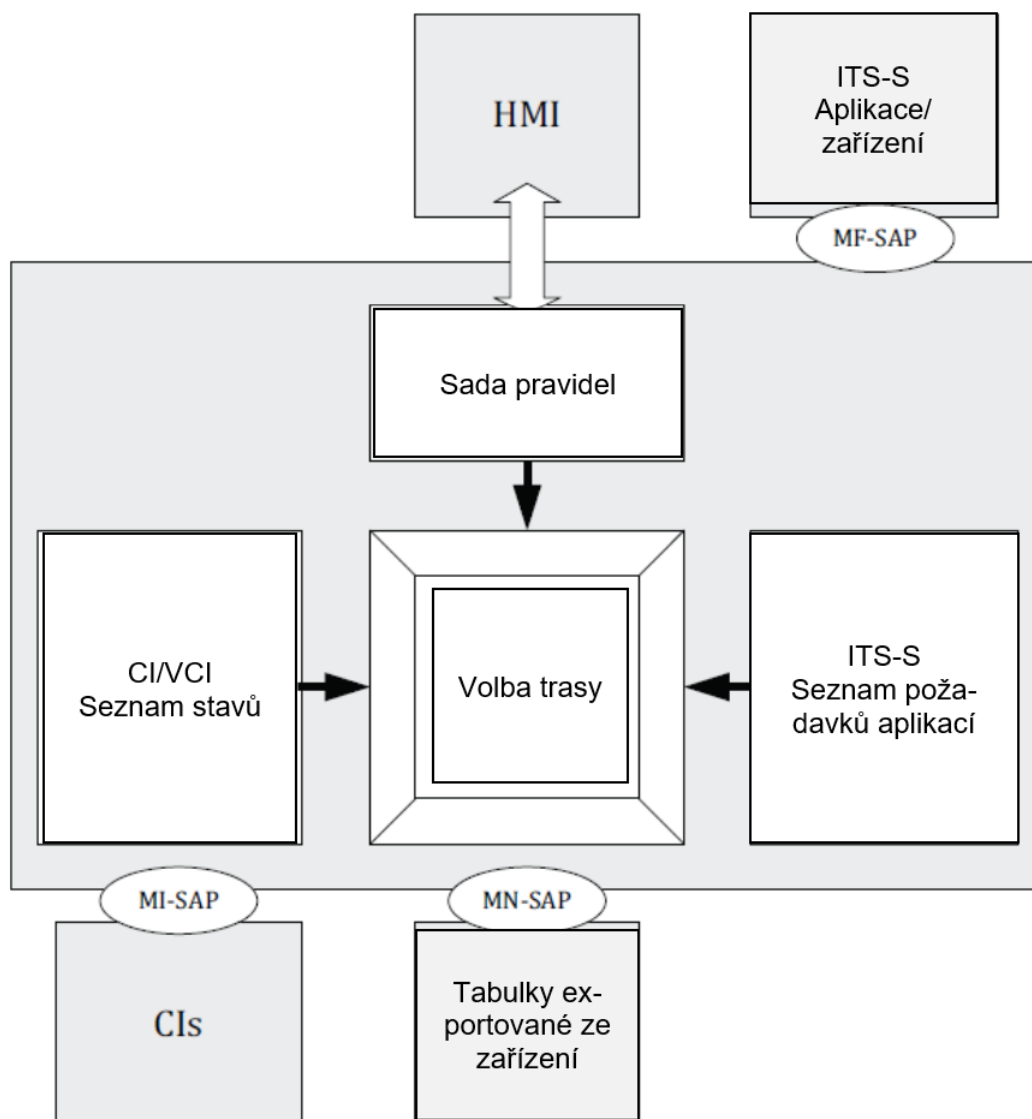 HMI
ITS-S
Aplikace/
zařízení
MF-SAP
Sada pravidel
CI/VCI
Seznam stavů
Volba trasy
ITS-S
Seznam poža-
davků aplikací
MI-SAP
MN-SAP
CIs
Tabulky ex-
portované ze
zařízení